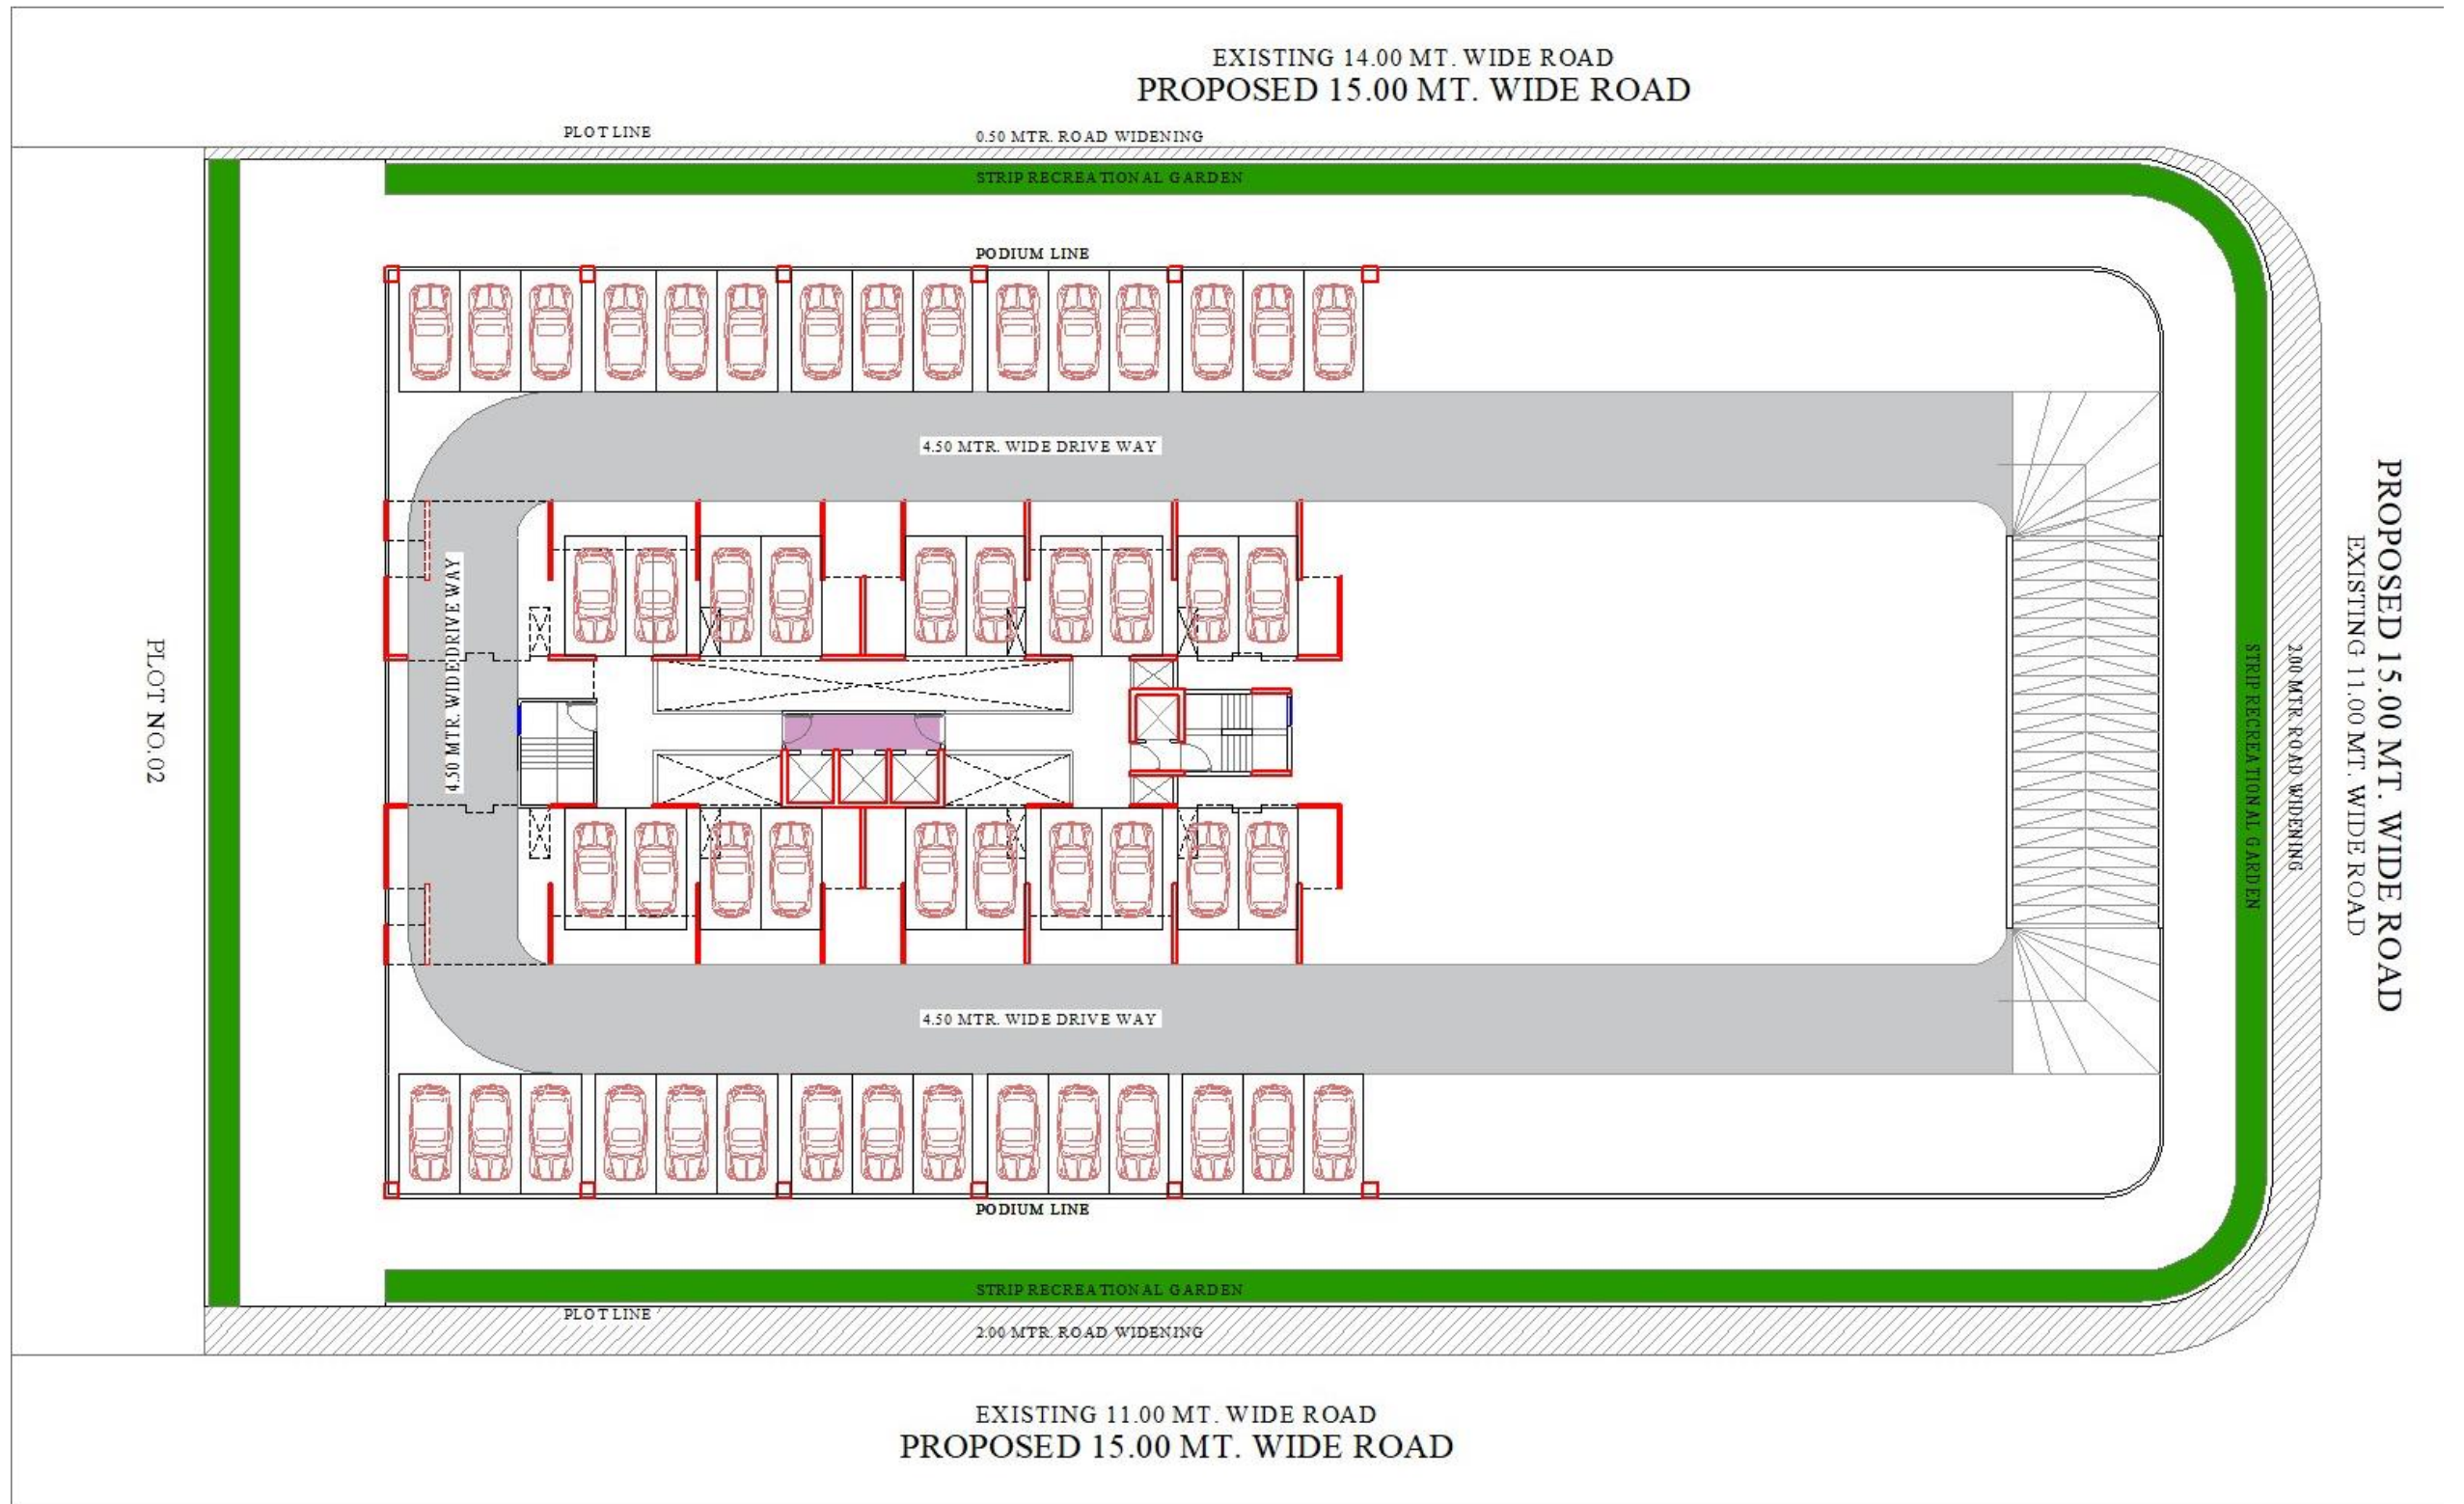 EXISTING 14.00 MT. WIDE ROAD
PROPOSED 15.00 MT. WIDE ROAD
PLOT LINE
0.50 MTR. ROAD WIDENING
STRIP RECREATIONAL GARDEN
PODIUM LINE
4.50 MTR. WIDE DRIVE WAY
4.50 MTR. WIDE DRIVE WAY
PLOT NO.02
STRIP RECREATIONAL GARDEN
2.00 MTR. ROAD WIDENING
EXISTING 11.00 MT. WIDE ROAD
PROPOSED 15.00 MT. WIDE ROAD
4.50 MTR. WIDE DRIVE WAY
PODIUM LINE
STRIP RECREATIONAL GARDEN
PLOT LINE
2.00 MTR. ROAD WIDENING
EXISTING 11.00 MT. WIDE ROAD
PROPOSED 15.00 MT. WIDE ROAD